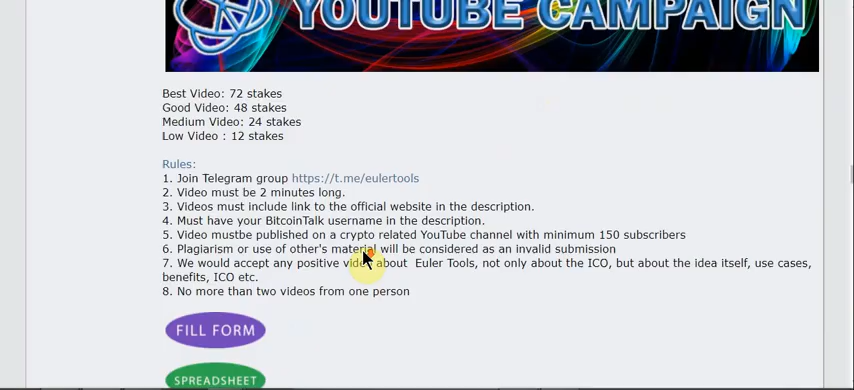 YOUTUBE CAMPAIGN
Best Video: 72 stakes
Good Video: 48 stakes
Medium Video: 24 stakes
Low Video : 12 stakes
Rules:
1. Join Telegram group https://t.me/eulertools
2. Video must be 2 minutes long.
3. Videos must include link to the official website in the description.
4. Must have your BitcoinTalk username in the description.
5. Video mustbe published on a crypto related YouTube channel with minimum 150 subscribers
6. Plagiarism or use of other's material will be considered as an invalid submission
7. We would accept any positive video about Euler Tools, not only about the ICO, but about the idea itself, use cases,
benefits, ICO etc.
8. No more than two videos from one person
FILL FORM
SPREADSHEET